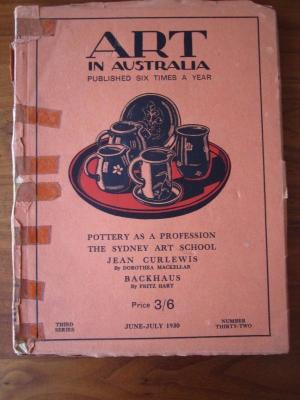 ART
IN AUSTRALIA
PUBLISHED SIX TIMES A YEAR
POTTERY AS A PROFESSION
THE SYDNEY ART SCHOOL
JEAN CURLEWIS
By DOROTHEA MACKELLAR
BACKHAUS
By FRITZ HART
Price 3/6
THIRD
SERIES
JUNE-JULY 1930
NUMBER
THIRTY-TWO